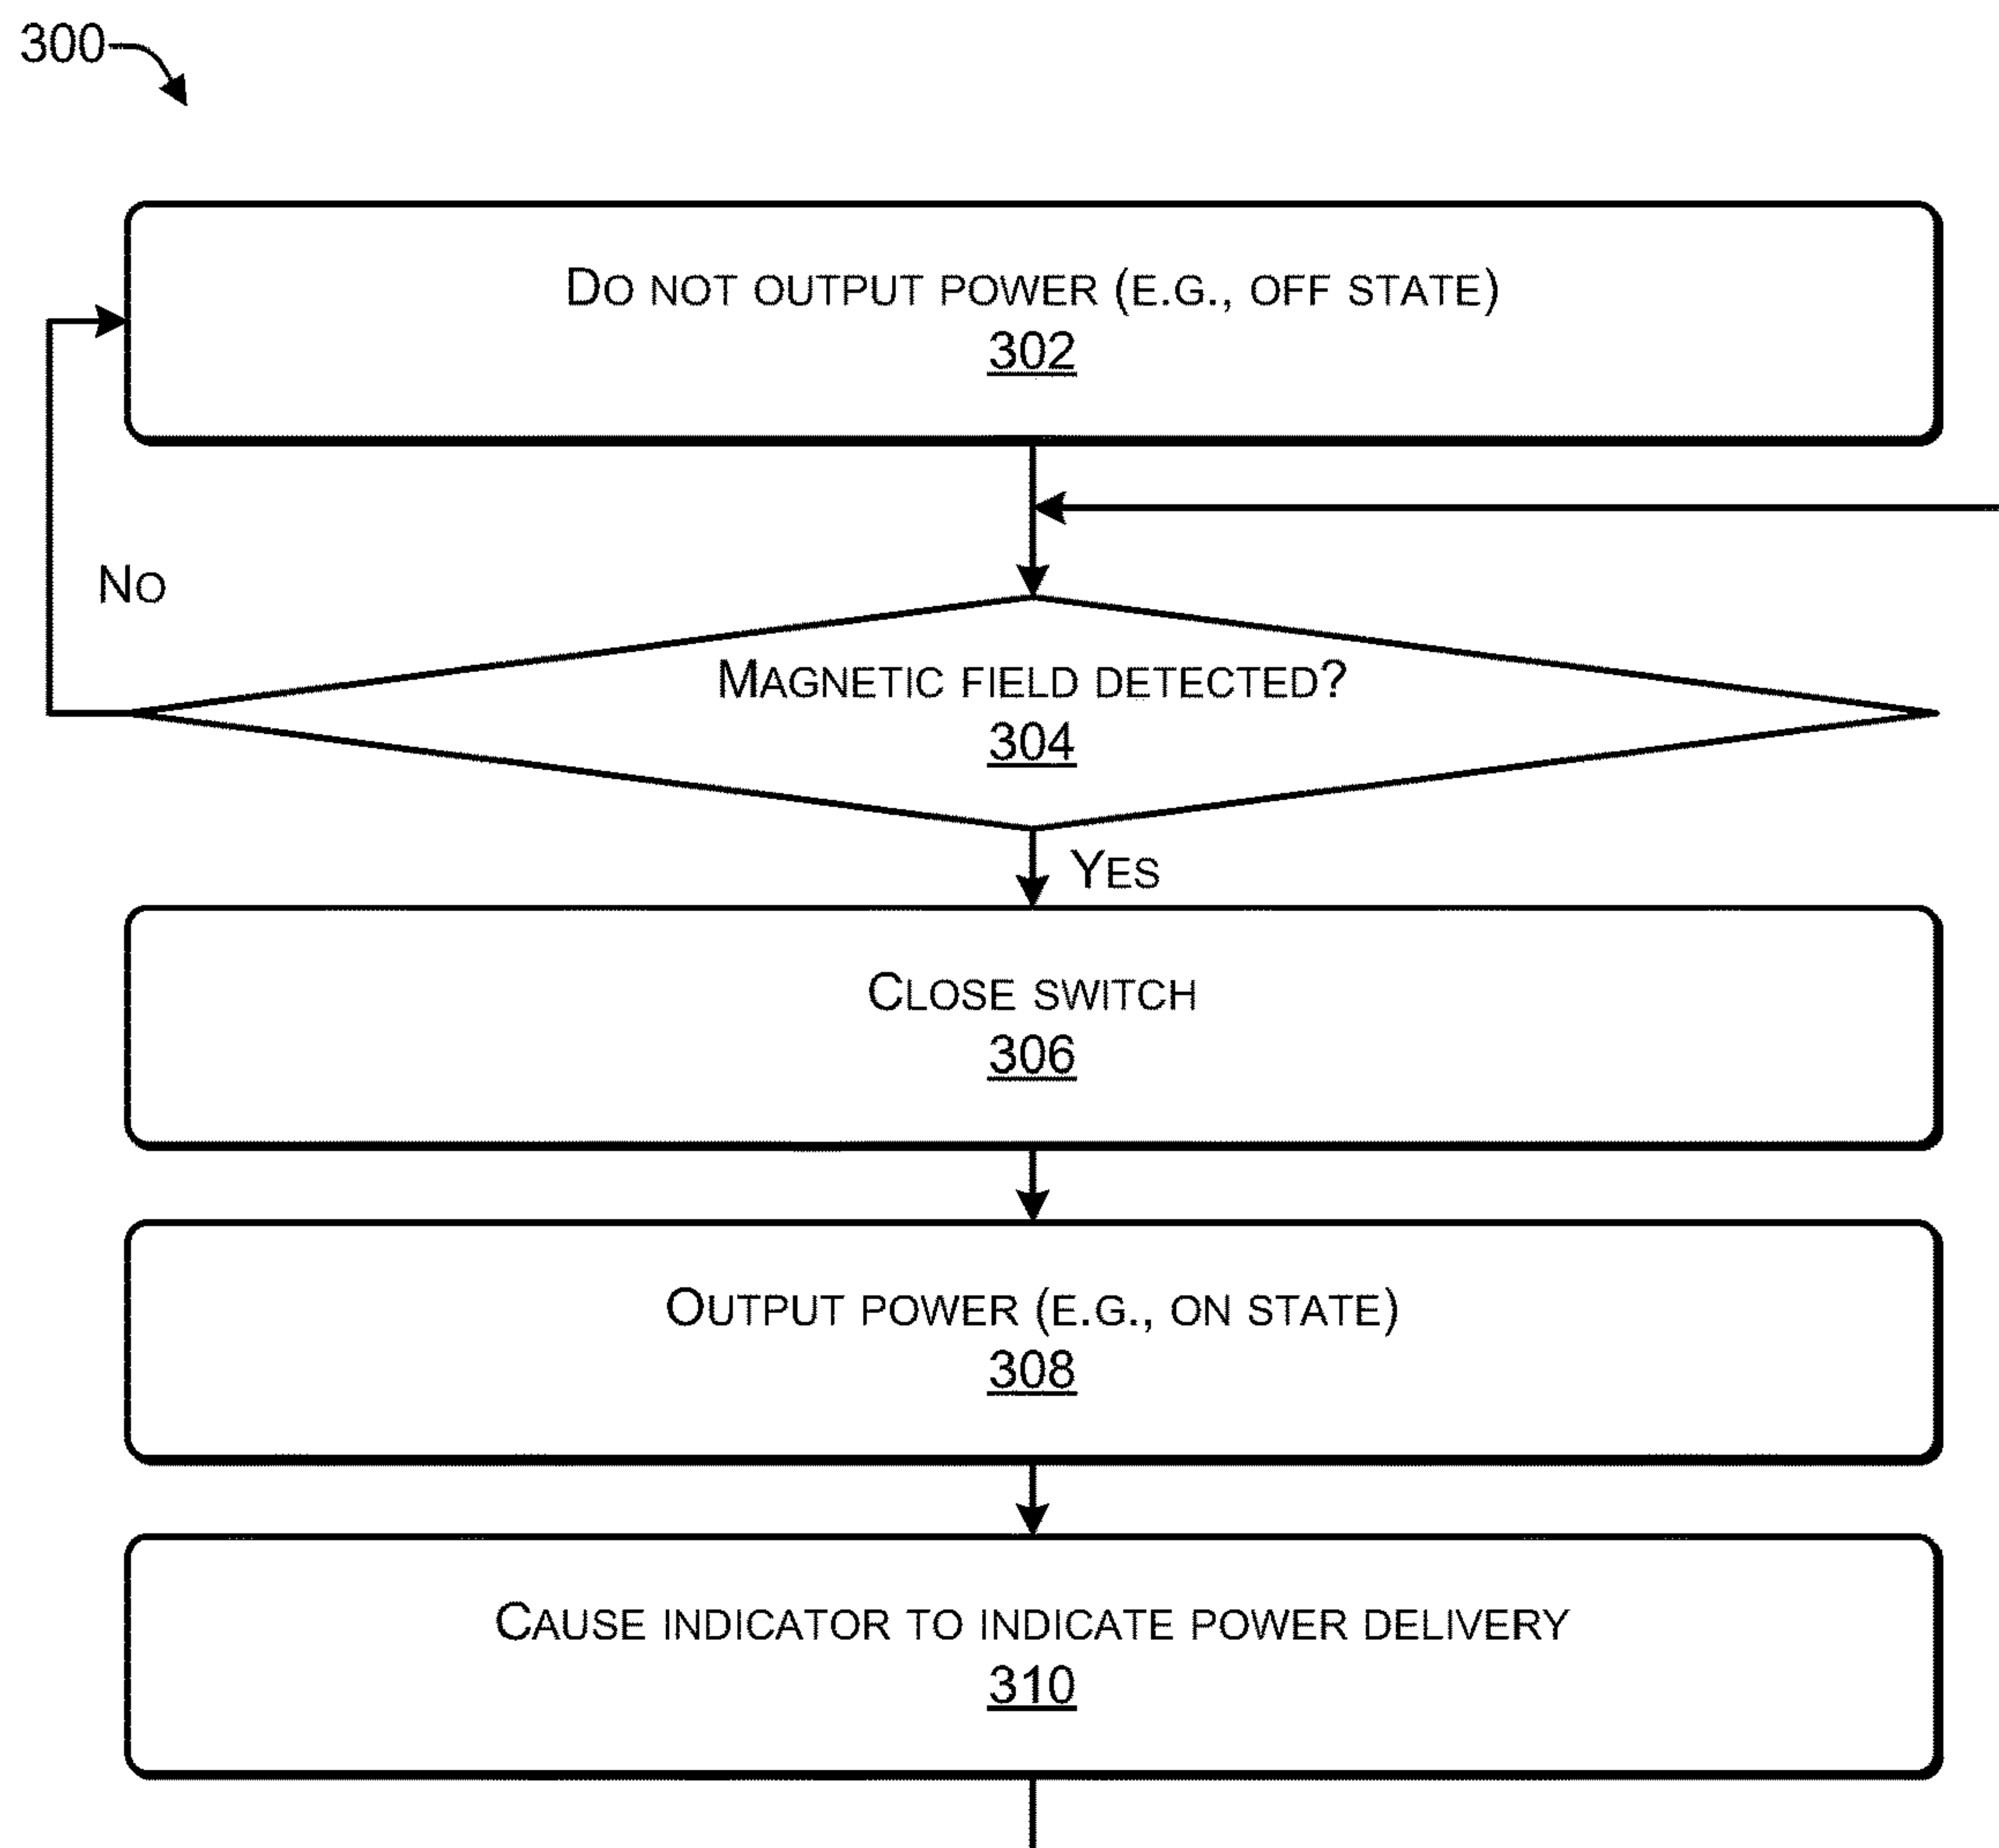 300
DO NOT OUTPUT POWER (E.G., OFF STATE)
302
NO
MAGNETIC FIELD DETECTED?
304
YES
CLOSE SWITCH
306
OUTPUT POWER (E.G., ON STATE)
308
CAUSE INDICATOR TO INDICATE POWER DELIVERY
310